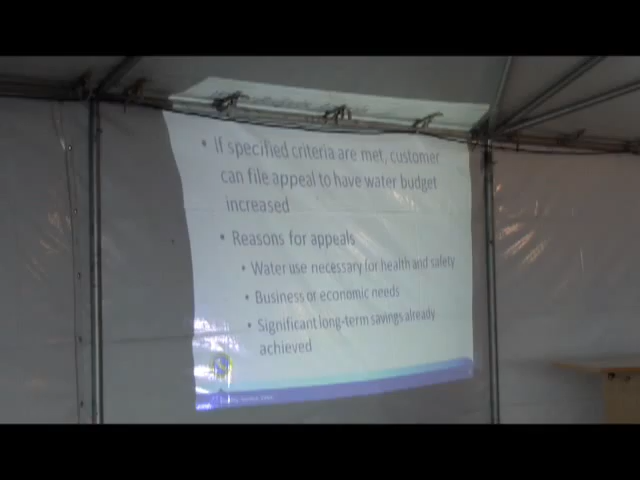 • If specified criteria are met, customer
can file appeal to have water budget
increased
• Reasons for appeals
• Water use necessary for health and safety
• Business or economic needs
• Significant long-term savings already
achieved